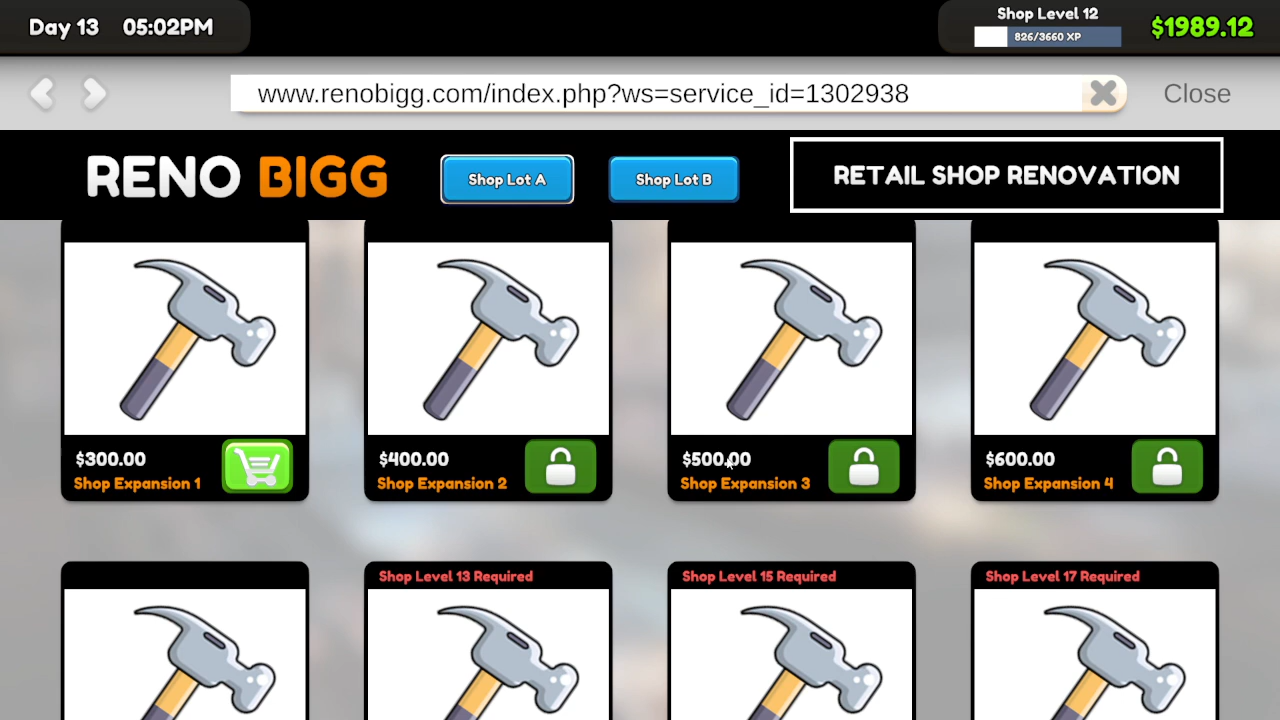 Day 13 05:02PM
Shop Level 12
826/3660 XP
$1989.12
www.renobigg.com/index.php?ws=service_id=1302938
Close
RENO BIGG
Shop Lot A
Shop Lot B
RETAIL SHOP RENOVATION
$300.00
Shop Expansion 1
$400.00
Shop Expansion 2
$500.00
Shop Expansion 3
$600.00
Shop Expansion 4
Shop Level 13 Required
Shop Level 15 Required
Shop Level 17 Required